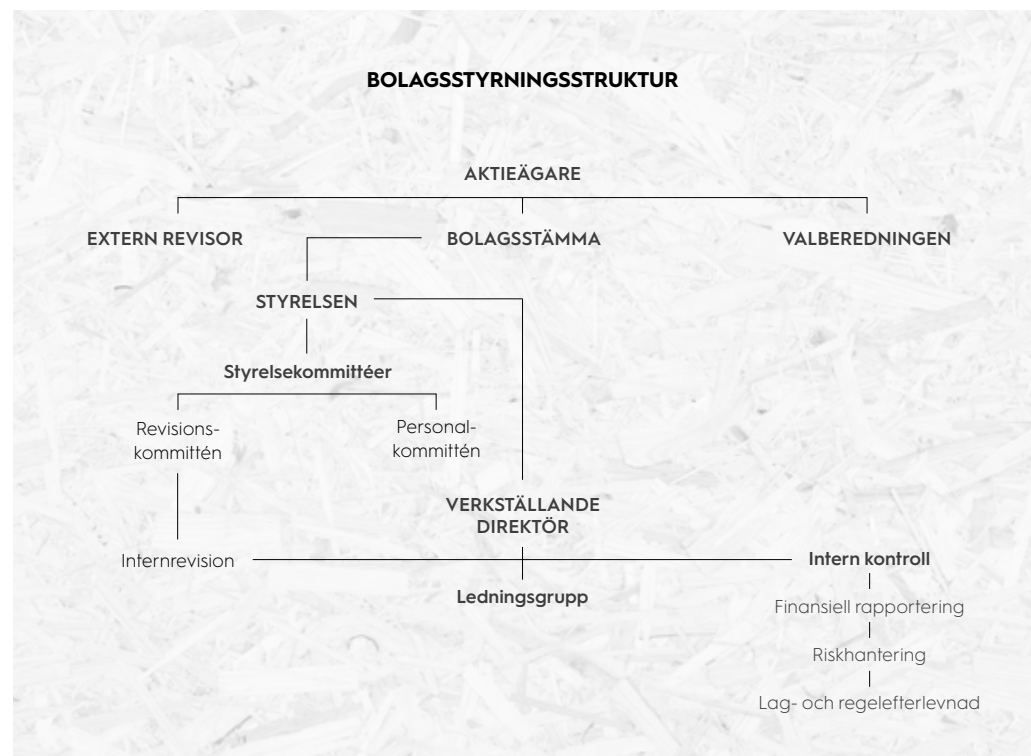 BOLAGSSTYRNINGSSTRUKTUR
AKTIEÄGARE
EXTERN REVISOR
BOLAGSSTÄMMA
VALBEREDNINGEN
STYRELSEN
Styrelsekommittéer
Revisions-
kommittén
Personal-
kommittén
VERKSTÄLLANDE
DIREKTÖR
Internrevision
Intern kontroll
Ledningsgrupp
Finansiell rapportering
Riskhantering
Lag- och regelefterlevnad